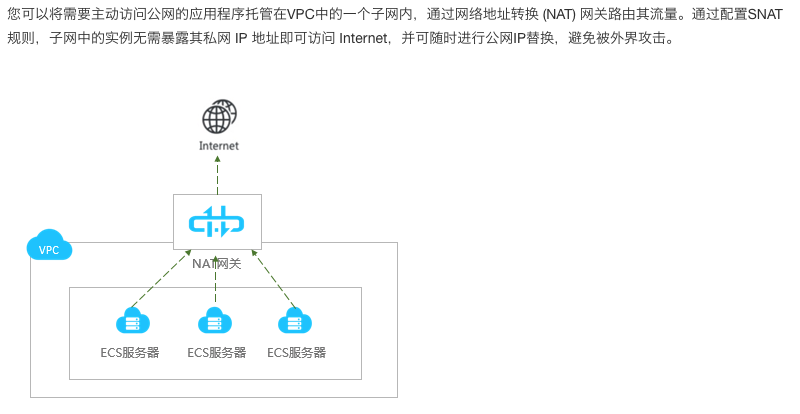 您可以将需要主动访问公网的应用程序托管在VPC中的一个子网内，通过网络地址转换 (NAT) 网关路由其流量。通过配置SNAT
规则，子网中的实例无需暴露其私网 IP 地址即可访问 Internet，并可随时进行公网IP替换，避免被外界攻击。
Internet
VPC
NAT网关
ECS服务器 ECS服务器 ECS服务器